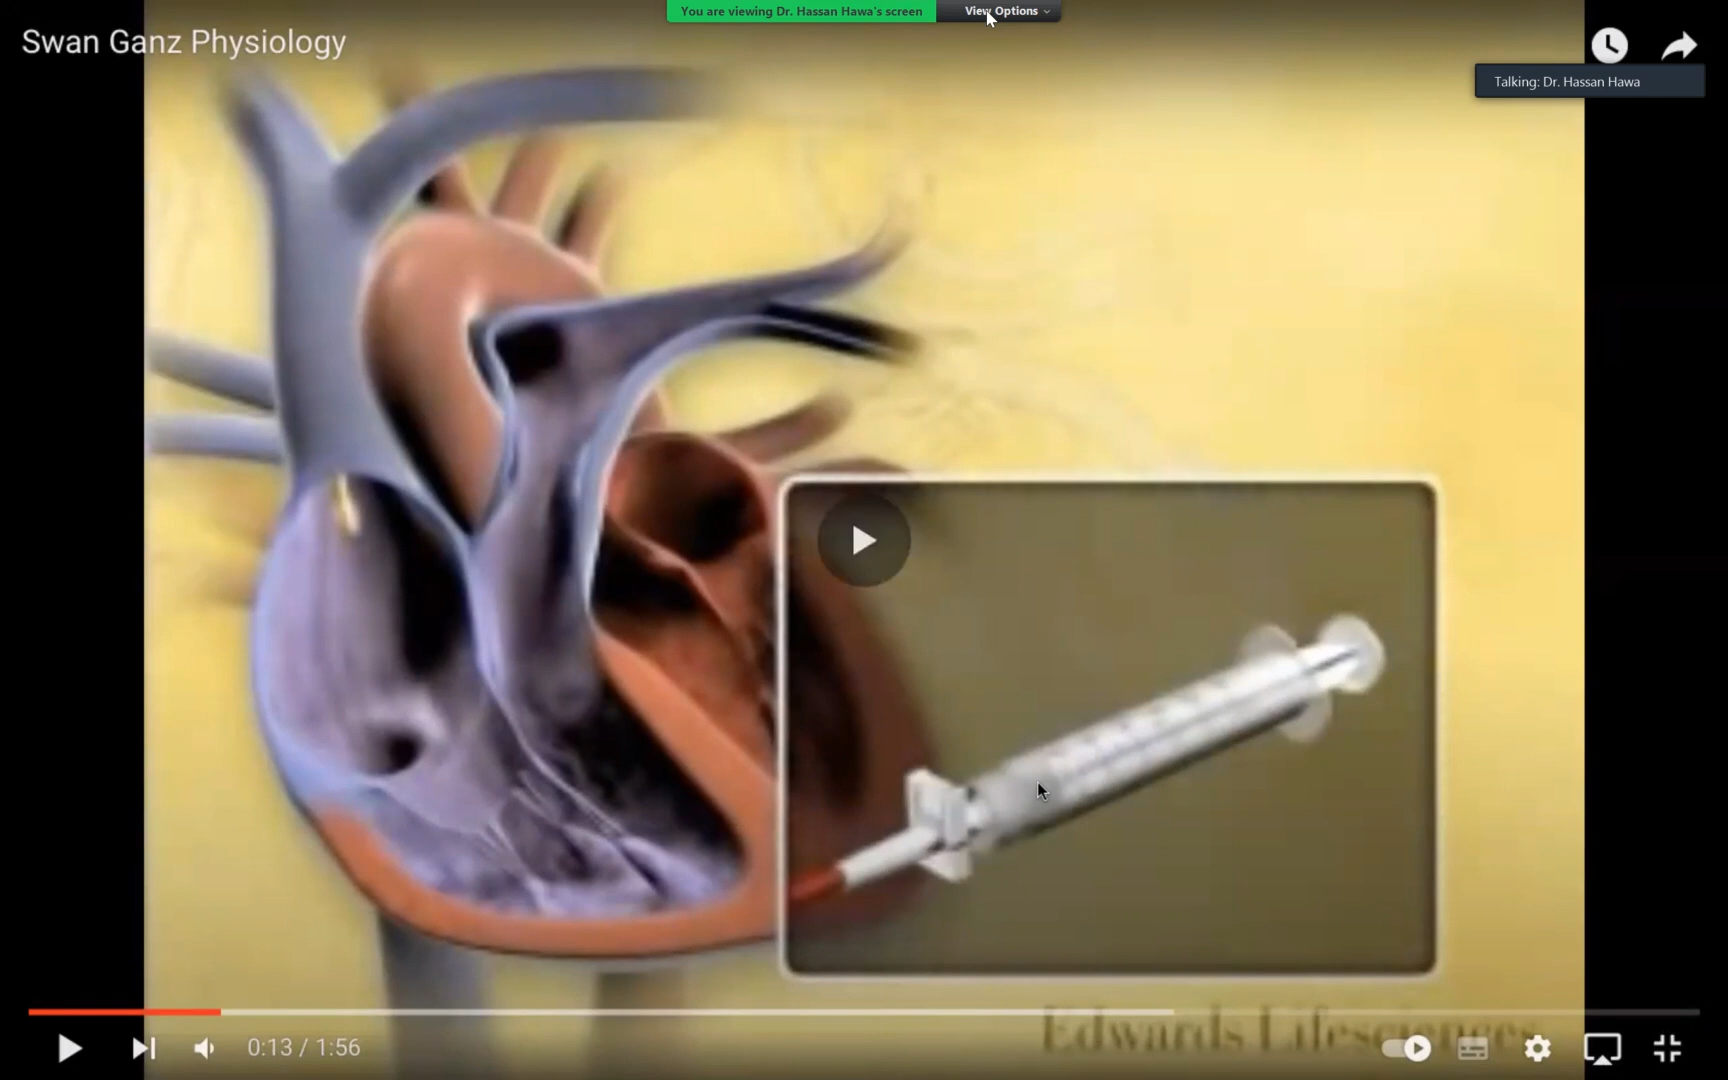 You are viewing Dr. Hassan Hawa's screen
View Options
Swan Ganz Physiology
Talking: Dr. Hassan Hawa
Edwards Lifesciences
0:13 / 1:56